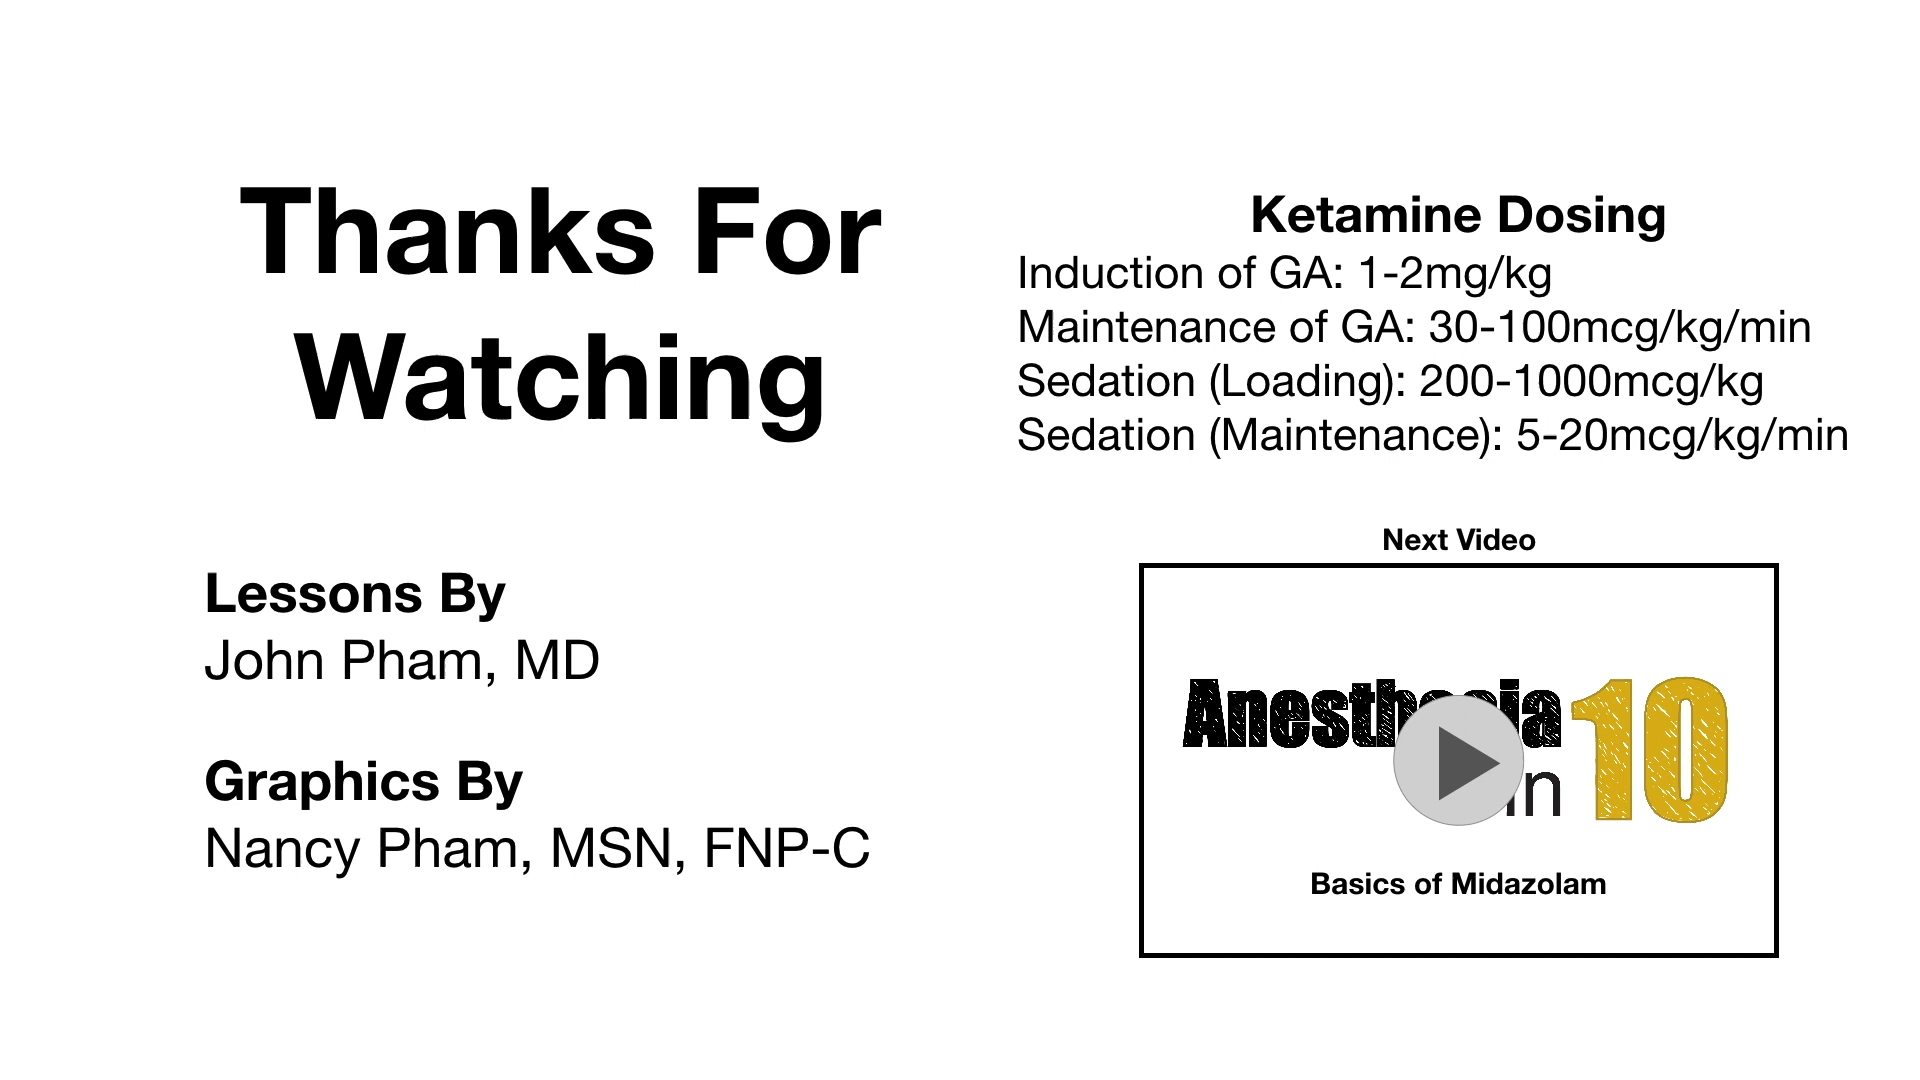 Thanks For
Watching
Lessons By
John Pham, MD
Graphics By
Nancy Pham, MSN, FNP-C
Ketamine Dosing
Induction of GA: 1-2mg/kg
Maintenance of GA: 30-100mcg/kg/min
Sedation (Loading): 200-1000mcg/kg
Sedation (Maintenance): 5-20mcg/kg/min
Next Video
Anesthesia 10
in
Basics of Midazolam